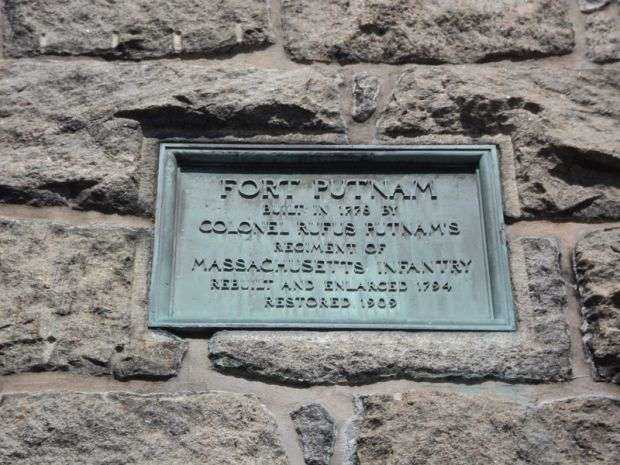 FORT PUTNAM
BUILT IN 1778 BY
COLONEL RUFUS PUTNAM'S
REGIMENT OF
MASSACHUSETTS INFANTRY
REBUILT AND ENLARGED 1794
RESTORED 1909